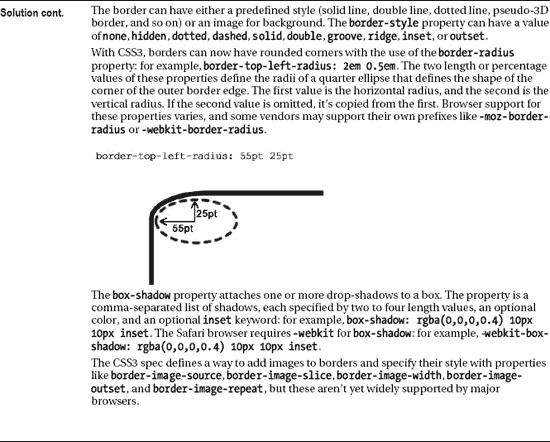 Solution cont.
The border can have either a predefined style (solid line, double line, dotted line, pseudo-3D
border, and so on) or an image for background. The border-style property can have a value
of none, hidden, dotted, dashed, solid, double, groove, ridge, inset, or outset.
With CSS3, borders can now have rounded corners with the use of the border-radius
property: for example, border-top-left-radius: 2em 0.5em. The two length or percentage
values of these properties define the radii of a quarter ellipse that defines the shape of the
corner of the outer border edge. The first value is the horizontal radius, and the second is the
vertical radius. If the second value is omitted, it's copied from the first. Browser support for
these properties varies, and some vendors may support their own prefixes like -moz-border-
radius or -webkit-border-radius.
border-top-left-radius: 55pt 25pt
25pt
55pt
The box-shadow property attaches one or more drop-shadows to a box. The property is a
comma-separated list of shadows, each specified by two to four length values, an optional
color, and an optional inset keyword: for example, box-shadow: rgba(0,0,0,0.4) 10px
10px inset. The Safari browser requires -webkit for box-shadow: for example, -webkit-box-
shadow: rgba(0,0,0,0.4) 10px 10px inset.
The CSS3 spec defines a way to add images to borders and specify their style with properties
like border-image-source, border-image-slice, border-image-width, border-image-
outset, and border-image-repeat, but these aren't yet widely supported by major
browsers.